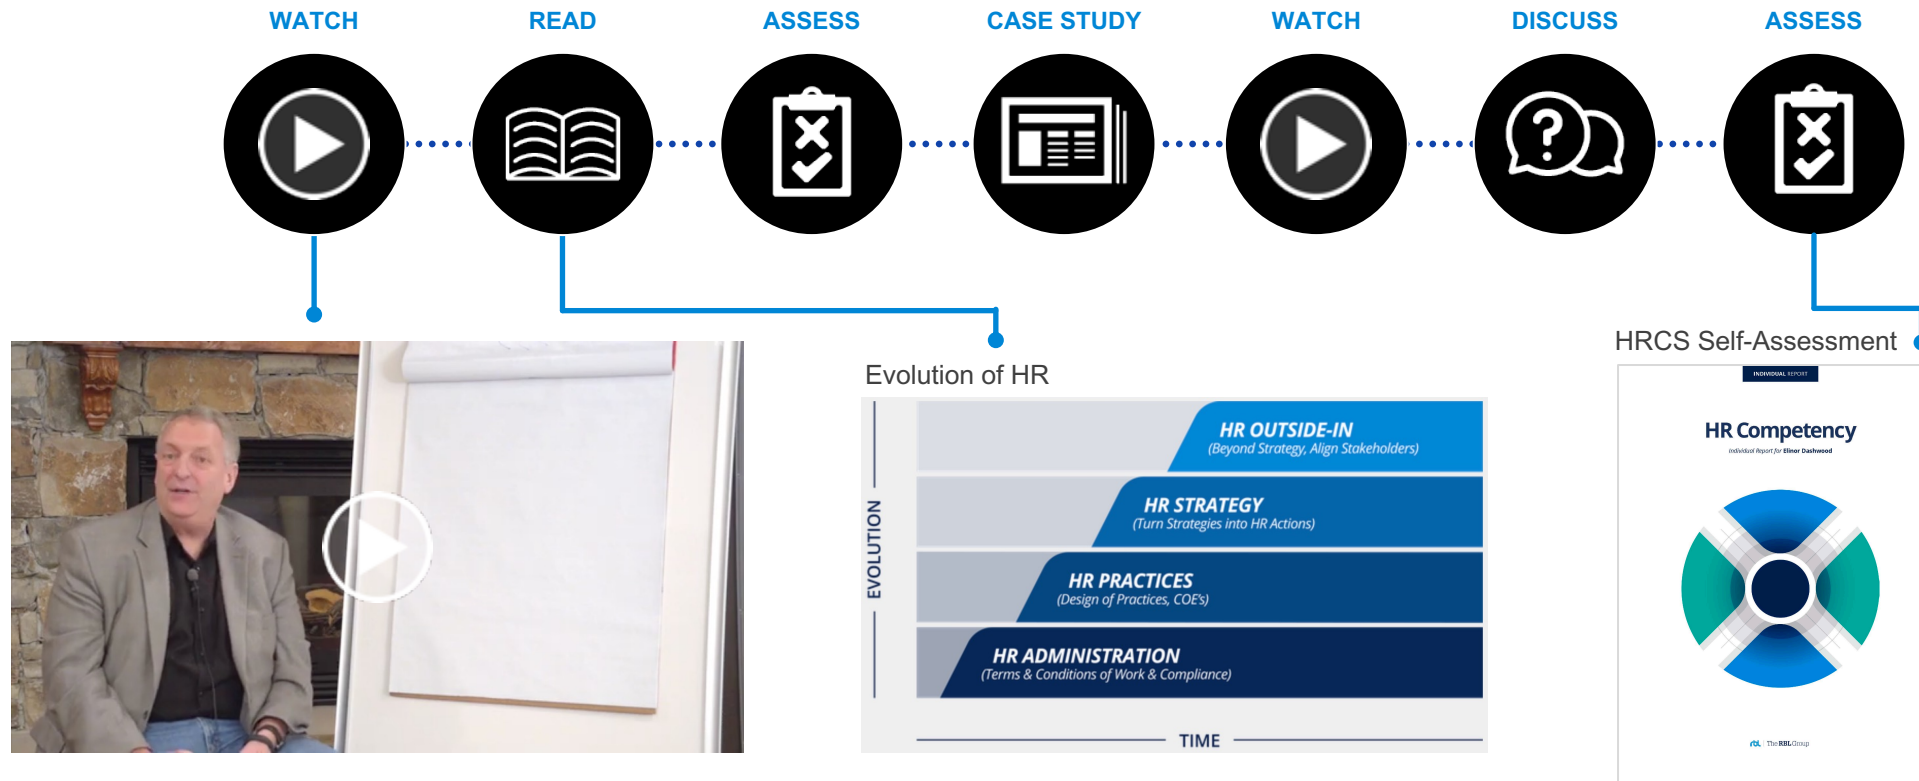 WATCH
READ
ASSESS
CASE STUDY
WATCH
DISCUSS
ASSESS
Evolution of HR
EVOLUTION
HR OUTSIDE-IN
(Beyond Strategy, Align Stakeholders)
HR STRATEGY
(Turn Strategies into HR Actions)
HR PRACTICES
(Design of Practices, COE's)
HR ADMINISTRATION
(Terms & Conditions of Work & Compliance)
TIME
HRCS Self-Assessment
INDIVIDUAL REPORT
HR Competency
Individual Report for Elinor Dashwood
rbl The RBL Group